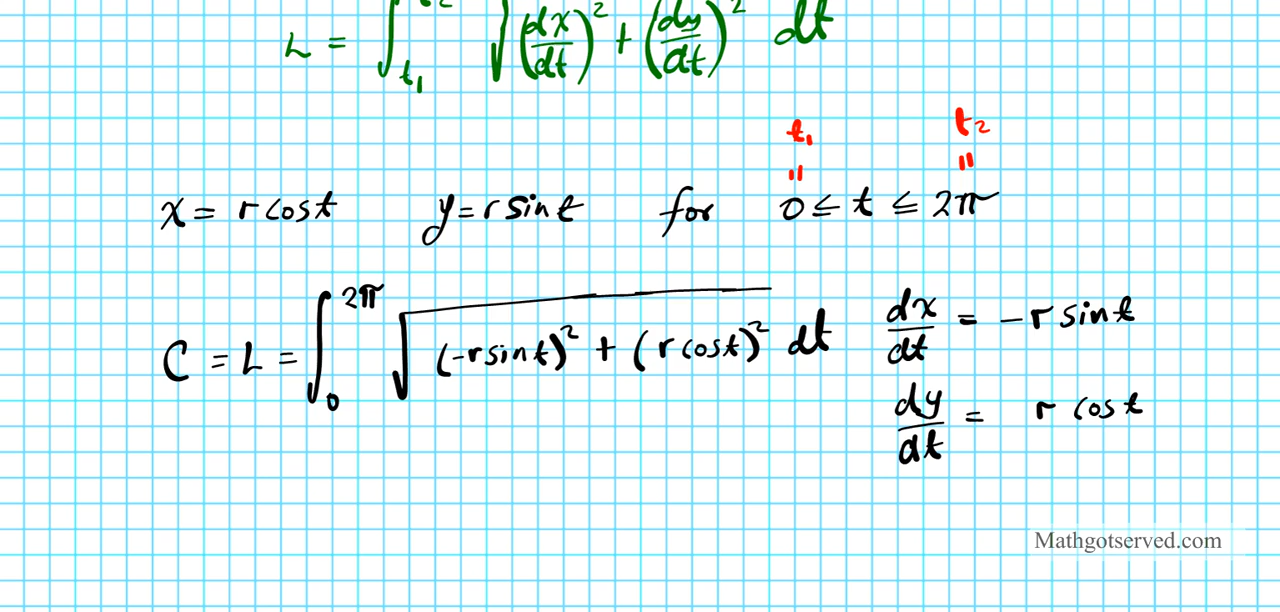 L = ∫_{t₁}^{t₂} √((dx/dt)² + (dy/dt)²) dt
t₁ t₂
= =
x = r cos t y = r sin t for 0 ≤ t ≤ 2π
C = L = ∫₀^{2π} √((-r sin t)² + (r cos t)²) dt dx/dt = -r sin t
dy/dt = r cos t
Mathgotserved.com